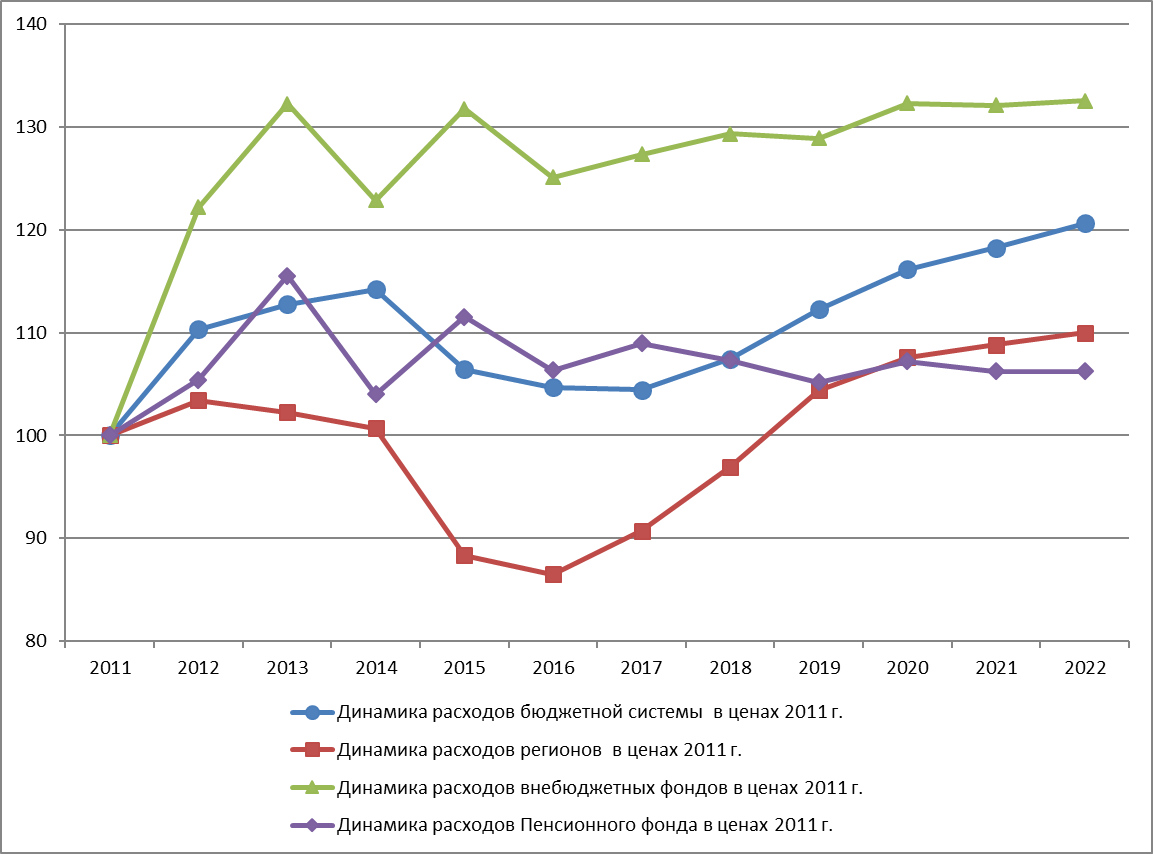 140
130
120
110
100
90
80
2011 2012 2013 2014 2015 2016 2017 2018 2019 2020 2021 2022
Динамика расходов бюджетной системы в ценах 2011 г.
Динамика расходов регионов в ценах 2011 г.
Динамика расходов внебюджетных фондов в ценах 2011 г.
Динамика расходов Пенсионного фонда в ценах 2011 г.